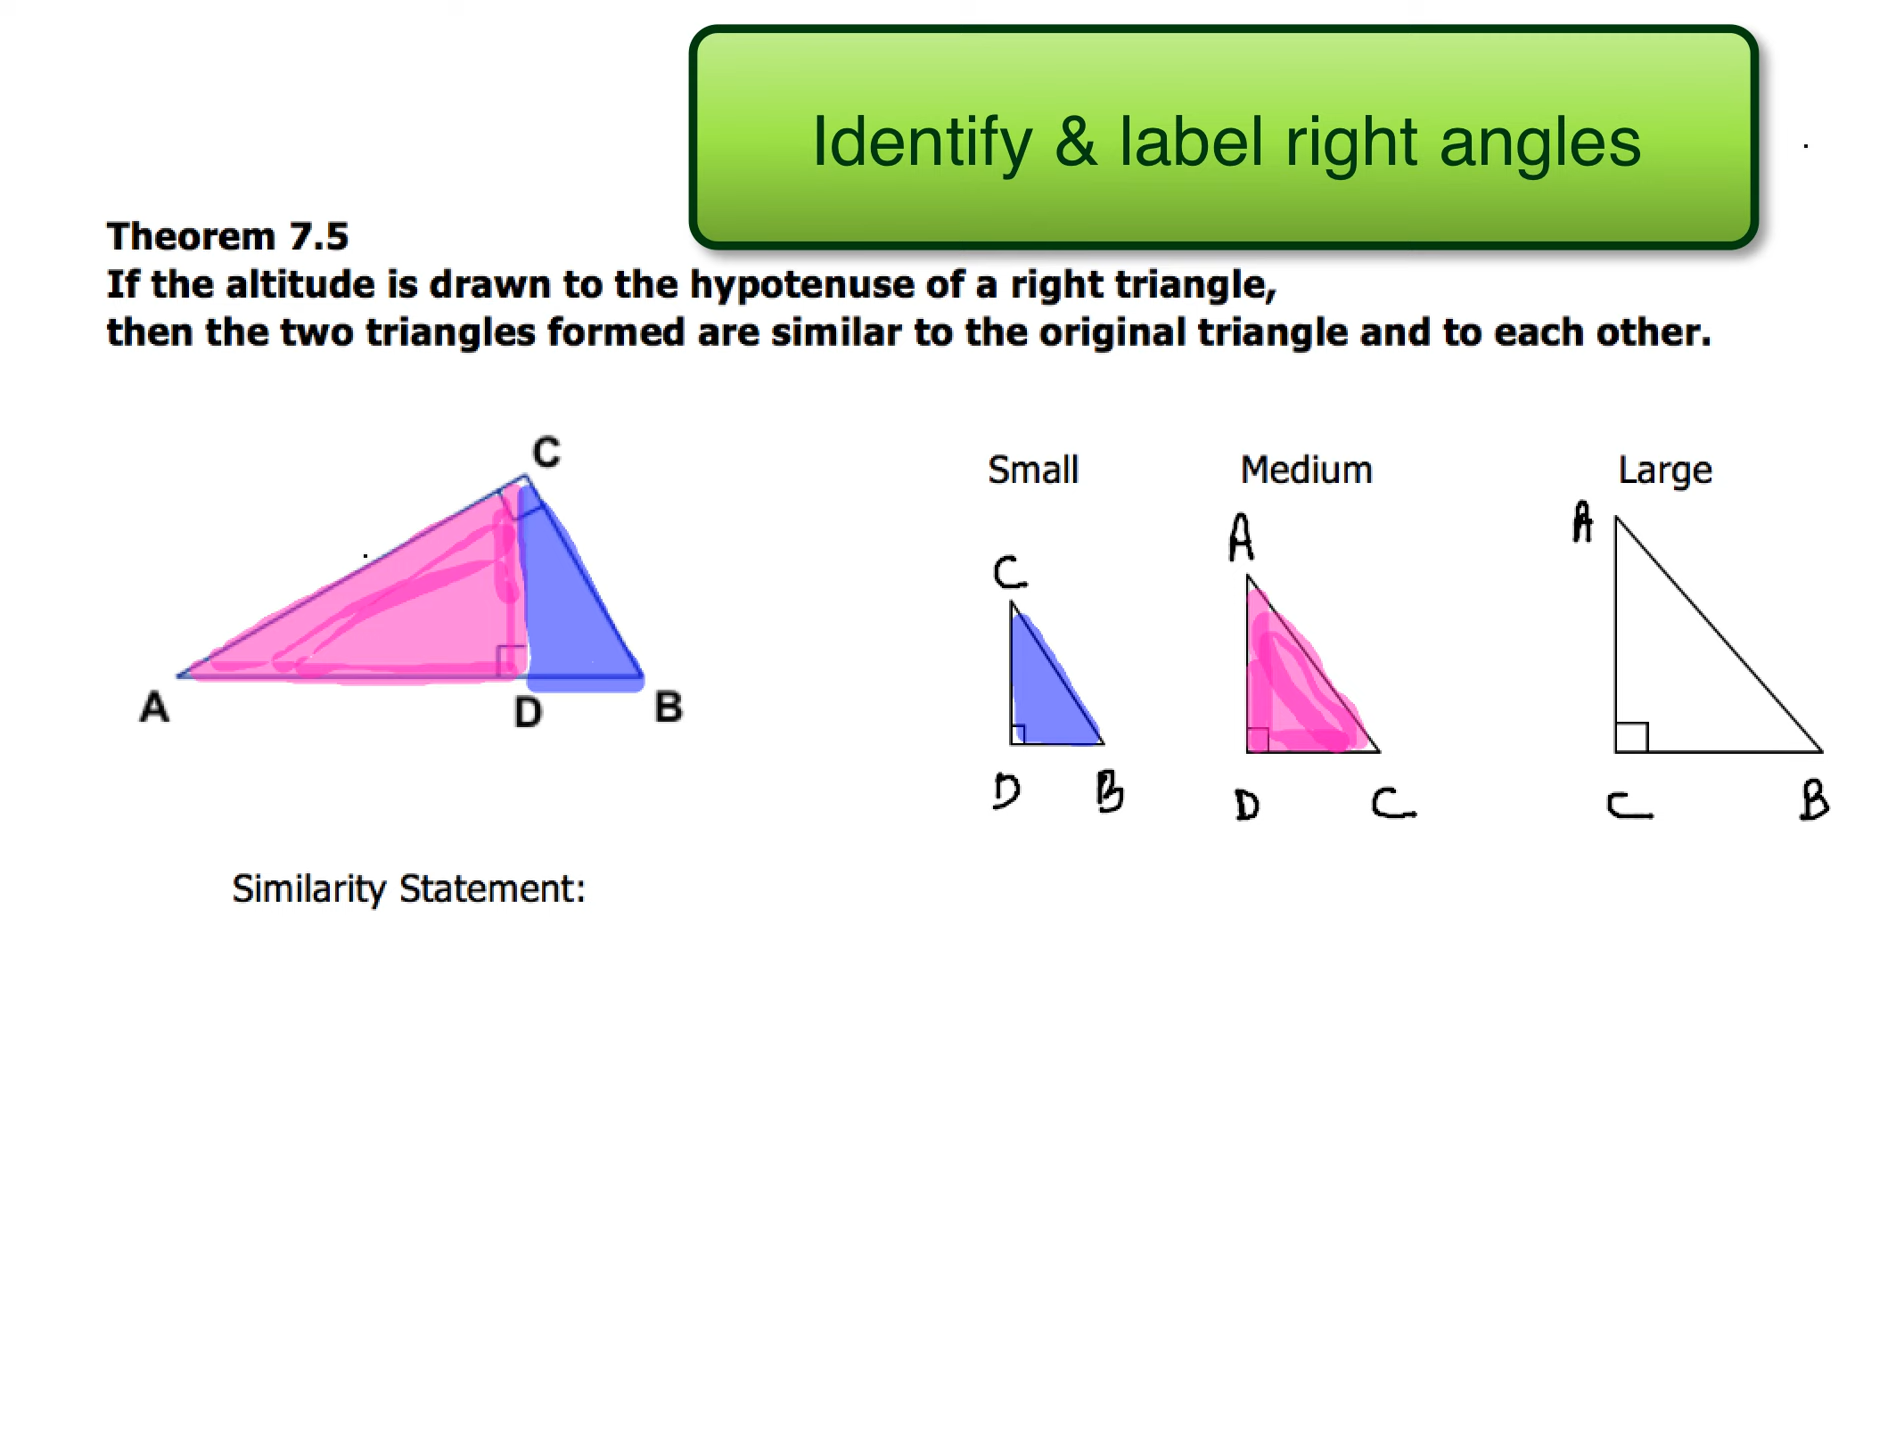 Identify & label right angles
Theorem 7.5
If the altitude is drawn to the hypotenuse of a right triangle,
then the two triangles formed are similar to the original triangle and to each other.
C
A
D
B
Small
Medium
Large
C
D
B
A
D
C
A
C
B
Similarity Statement: